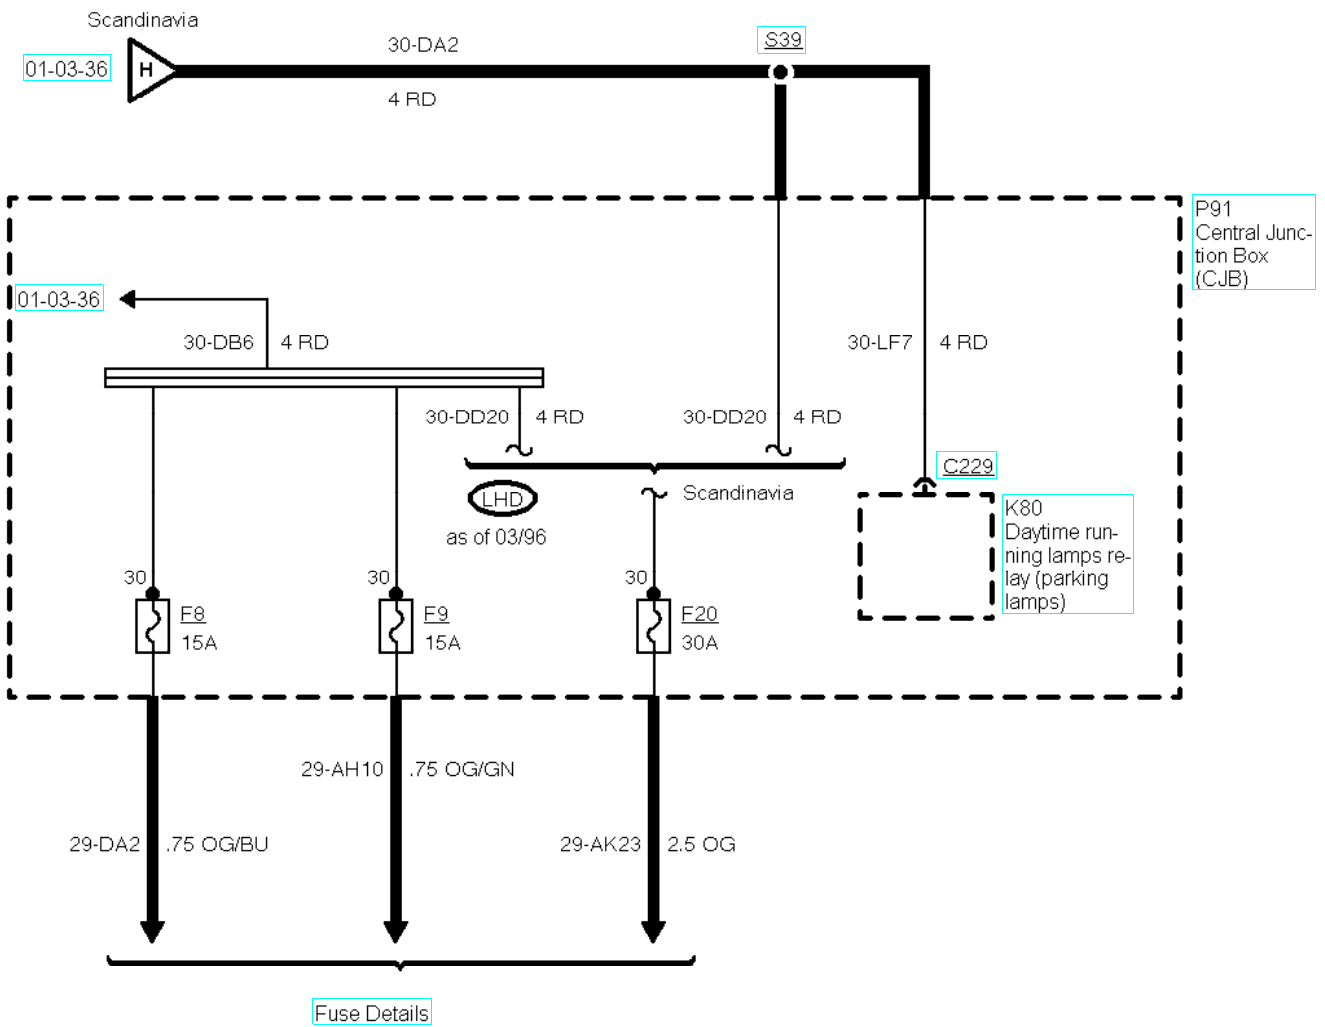 Scandinavia
01-03-36
H
30-DA2
4 RD
S39
P91
Central Junc-
tion Box
(CJB)
01-03-36
30-DB6 4 RD
30-LF7 4 RD
30-DD20 4 RD
30-DD20 4 RD
C229
LHD
Scandinavia
as of 03/96
K80
Daytime run-
ning lamps re-
lay (parking
lamps)
30
F8
15A
30
F9
15A
30
F20
30A
29-AH10 .75 OG/GN
29-DA2 .75 OG/BU
29-AK23 2.5 OG
Fuse Details